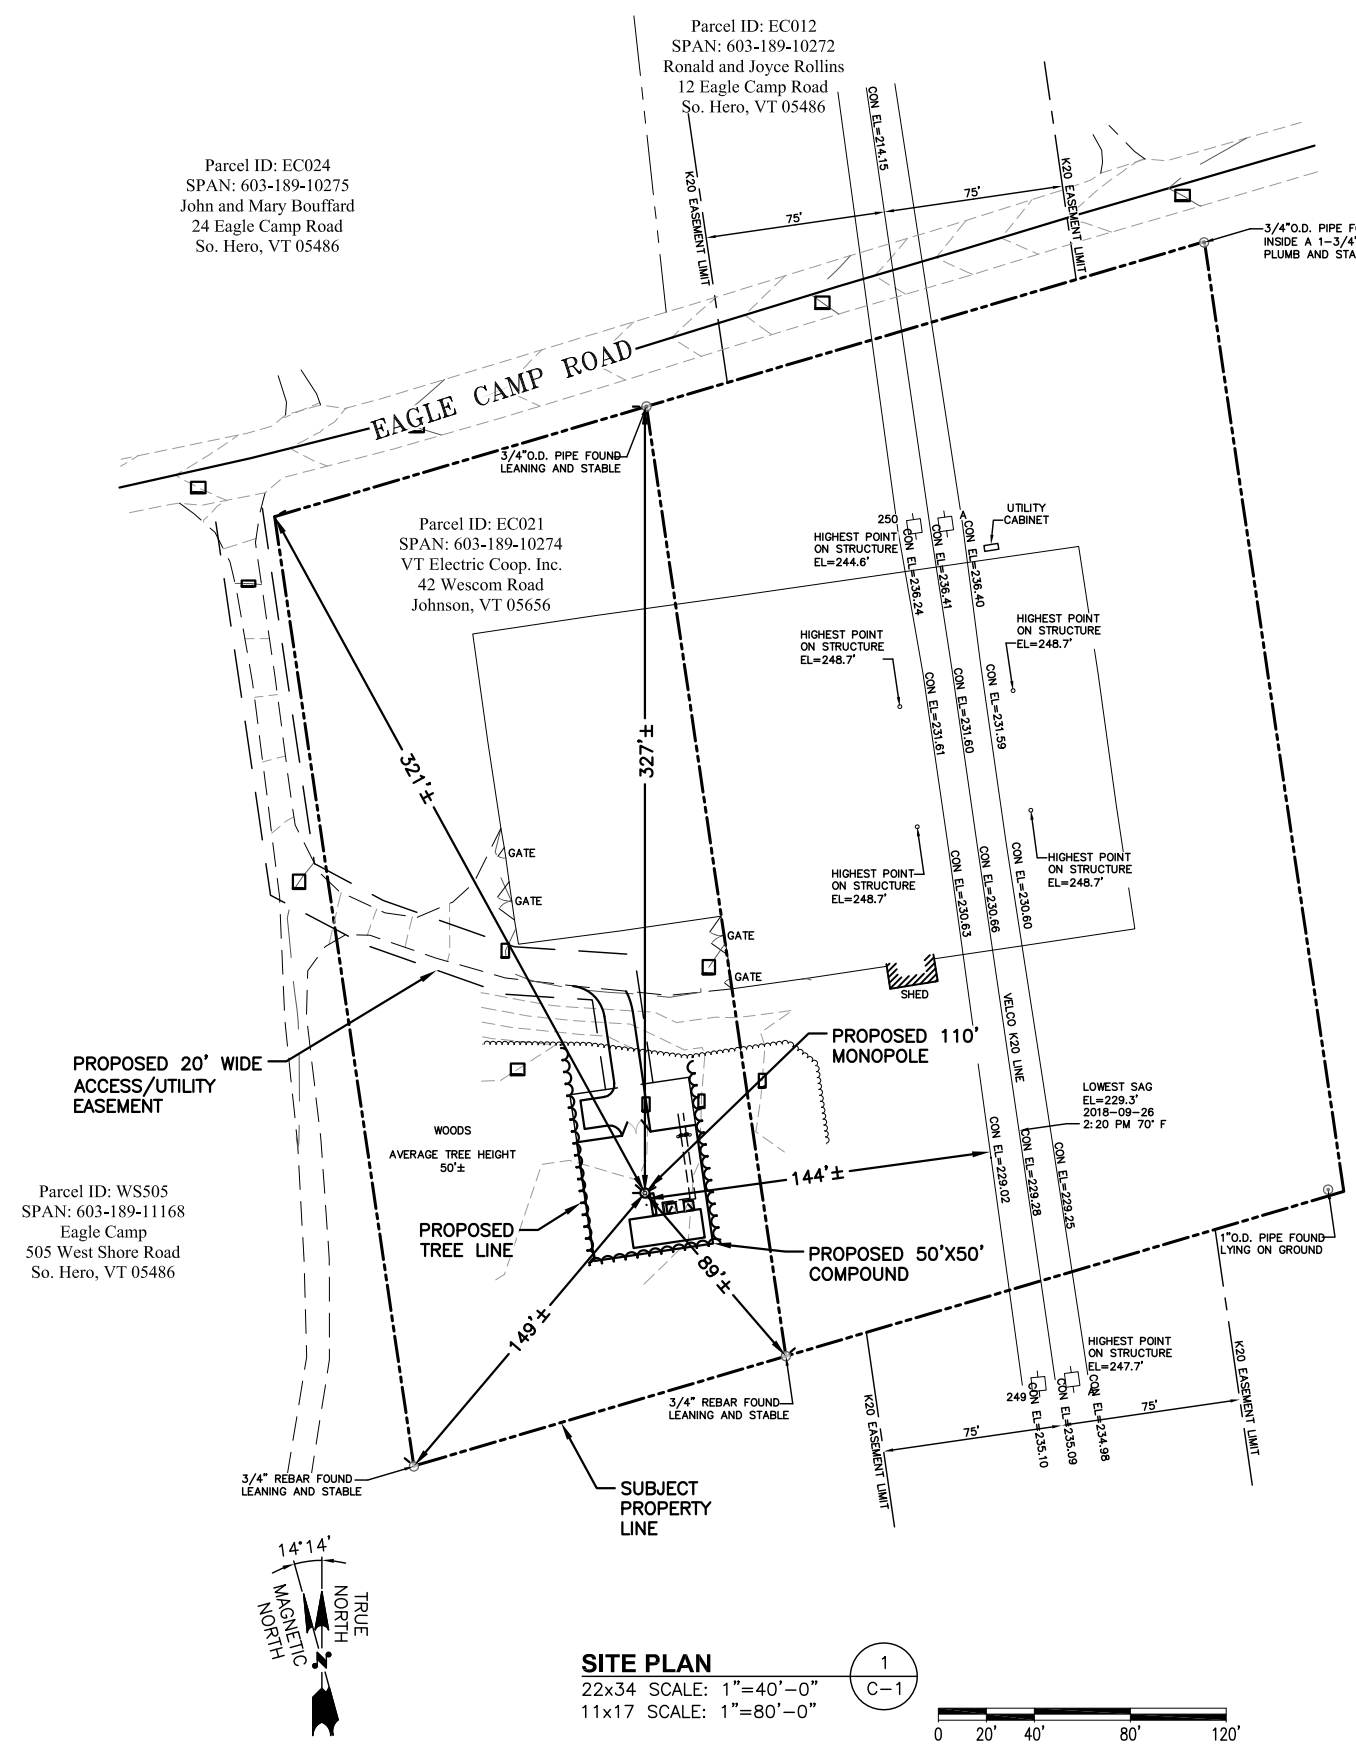 Parcel ID: EC012
SPAN: 603-189-10272
Ronald and Joyce Rollins
12 Eagle Camp Road
So. Hero, VT 05486
Parcel ID: EC024
SPAN: 603-189-10275
John and Mary Bouffard
24 Eagle Camp Road
So. Hero, VT 05486
CON EL=214.15
K20 EASEMENT LIMIT
K20 EASEMENT LIMIT
75'
75'
3/4"O.D. PIPE F
INSIDE A 1-3/4"
PLUMB AND STA
EAGLE CAMP ROAD
3/4"O.D. PIPE FOUND
LEANING AND STABLE
Parcel ID: EC021
SPAN: 603-189-10274
VT Electric Coop. Inc.
42 Wescom Road
Johnson, VT 05656
250
A
UTILITY
CABINET
HIGHEST POINT
ON STRUCTURE
EL=244.6'
CON EL=236.24
CON EL=236.41
CON EL=236.40
HIGHEST POINT
ON STRUCTURE
EL=248.7'
HIGHEST POINT
ON STRUCTURE
EL=248.7'
CON EL=231.61
CON EL=231.60
CON EL=231.59
321'±
327'±
GATE
GATE
HIGHEST POINT
ON STRUCTURE
EL=248.7'
HIGHEST POINT
ON STRUCTURE
EL=248.7'
CON EL=230.63
CON EL=230.66
CON EL=230.60
GATE
GATE
SHED
VELCO K20 LINE
PROPOSED 20' WIDE
ACCESS/UTILITY
EASEMENT
PROPOSED 110'
MONOPOLE
LOWEST SAG
EL=229.3'
2018-09-26
2:20 PM 70° F
WOODS
AVERAGE TREE HEIGHT
50'±
CON EL=229.02
CON EL=229.28
CON EL=229.25
144'±
Parcel ID: WS505
SPAN: 603-189-11168
Eagle Camp
505 West Shore Road
So. Hero, VT 05486
PROPOSED
TREE LINE
PROPOSED 50'X50'
COMPOUND
1"O.D. PIPE FOUND
LYING ON GROUND
89'±
149'±
HIGHEST POINT
ON STRUCTURE
EL=247.7'
249
A
CON EL=235.10
CON EL=235.09
CON EL=234.98
75'
75'
K20 EASEMENT LIMIT
K20 EASEMENT LIMIT
3/4" REBAR FOUND
LEANING AND STABLE
3/4" REBAR FOUND
LEANING AND STABLE
SUBJECT
PROPERTY
LINE
14°14'
TRUE
NORTH
MAGNETIC
NORTH
N
SITE PLAN
22x34 SCALE: 1"=40'-0"
11x17 SCALE: 1"=80'-0"
1
C-1
0 20' 40' 80' 120'